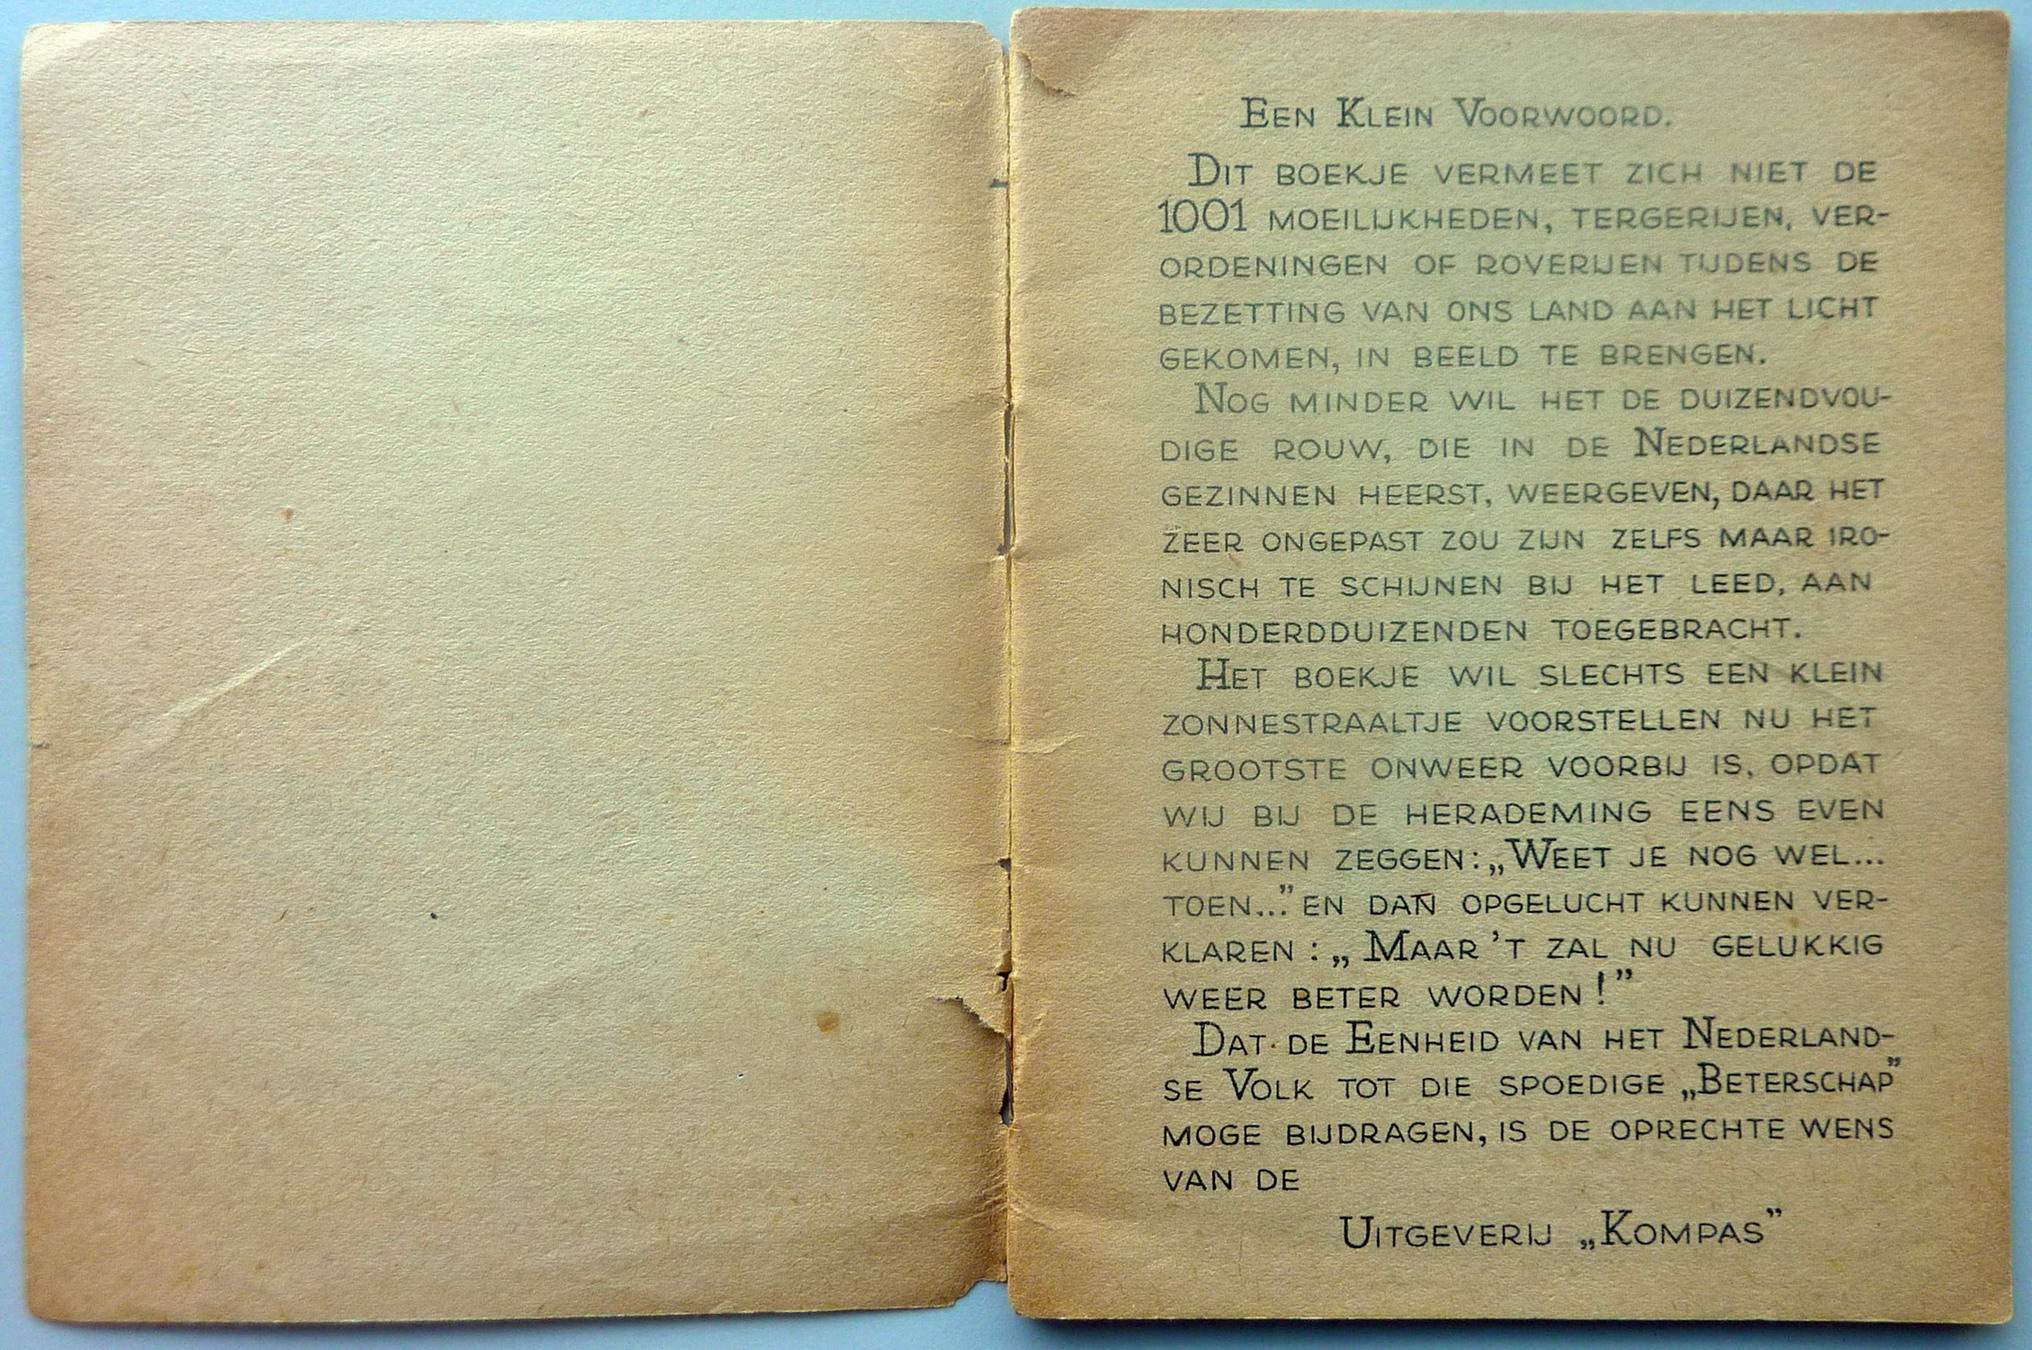 Een Klein Voorwoord.
Dit boekje vermeet zich niet de
1001 moeilijkheden, tergerijen, ver-
ordeningen of roverijen tijdens de
bezetting van ons land aan het licht
gekomen, in beeld te brengen.
Nog minder wil het de duizendvou-
dige rouw, die in de Nederlandse
gezinnen heerst, weergeven, daar het
zeer ongepast zou zijn zelfs maar iro-
nisch te schijnen bij het leed, aan
honderdduizenden toegebracht.
Het boekje wil slechts een klein
zonnestraaltje voorstellen nu het
grootste onweer voorbij is, opdat
wij bij de herademing eens even
kunnen zeggen: „Weet je nog wel...
toen...” en dan opgelucht kunnen ver-
klaren: „Maar 't zal nu gelukkig
weer beter worden!”
Dat de Eenheid van het Nederland-
se Volk tot die spoedige „Beterschap”
moge bijdragen, is de oprechte wens
van de
Uitgeverij „Kompas”